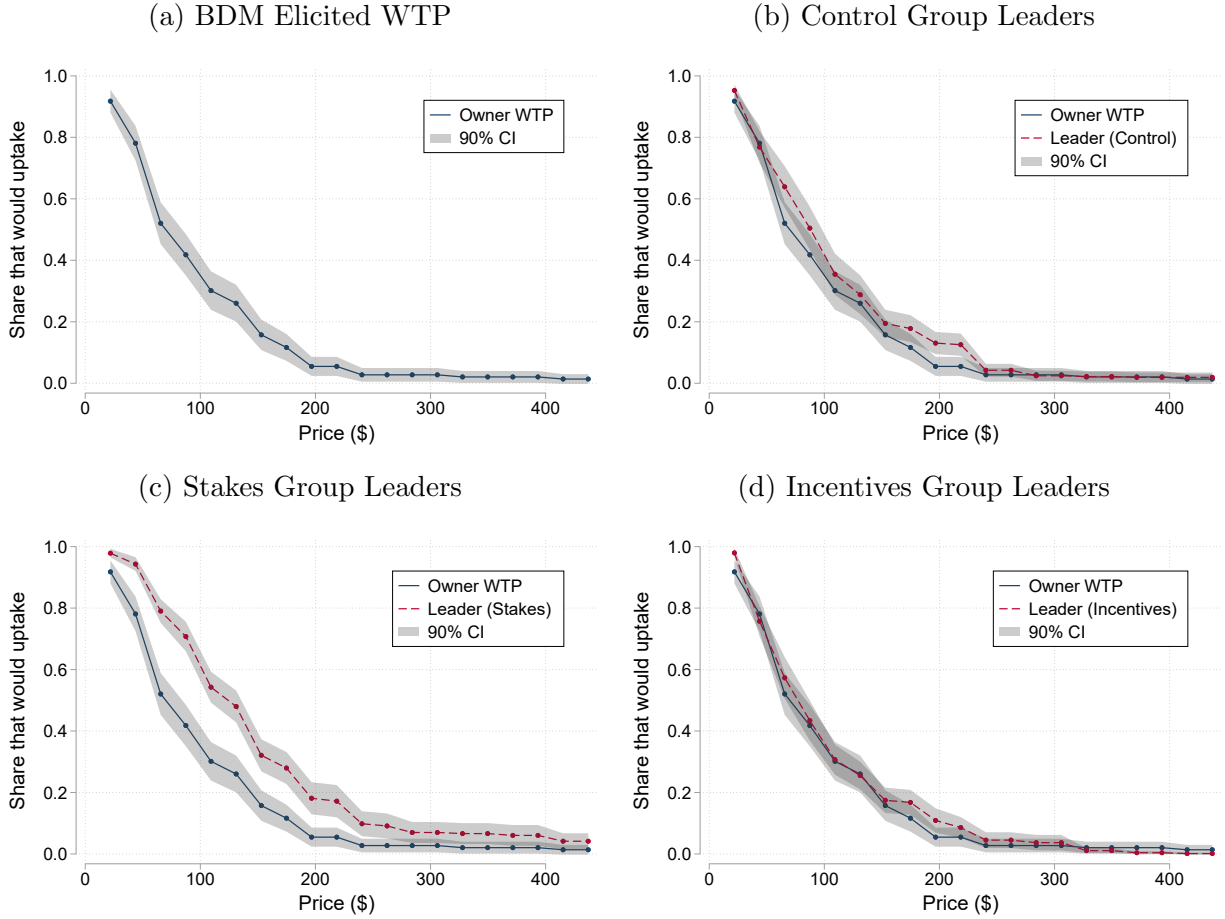 (a) BDM Elicited WTP
1.0
0.8
0.6
0.4
0.2
0.0
Share that would uptake
0 100 200 300 400
Price ($)
Owner WTP
90% CI
(b) Control Group Leaders
1.0
0.8
0.6
0.4
0.2
0.0
Share that would uptake
0 100 200 300 400
Price ($)
Owner WTP
Leader (Control)
90% CI
(c) Stakes Group Leaders
1.0
0.8
0.6
0.4
0.2
0.0
Share that would uptake
0 100 200 300 400
Price ($)
Owner WTP
Leader (Stakes)
90% CI
(d) Incentives Group Leaders
1.0
0.8
0.6
0.4
0.2
0.0
Share that would uptake
0 100 200 300 400
Price ($)
Owner WTP
Leader (Incentives)
90% CI